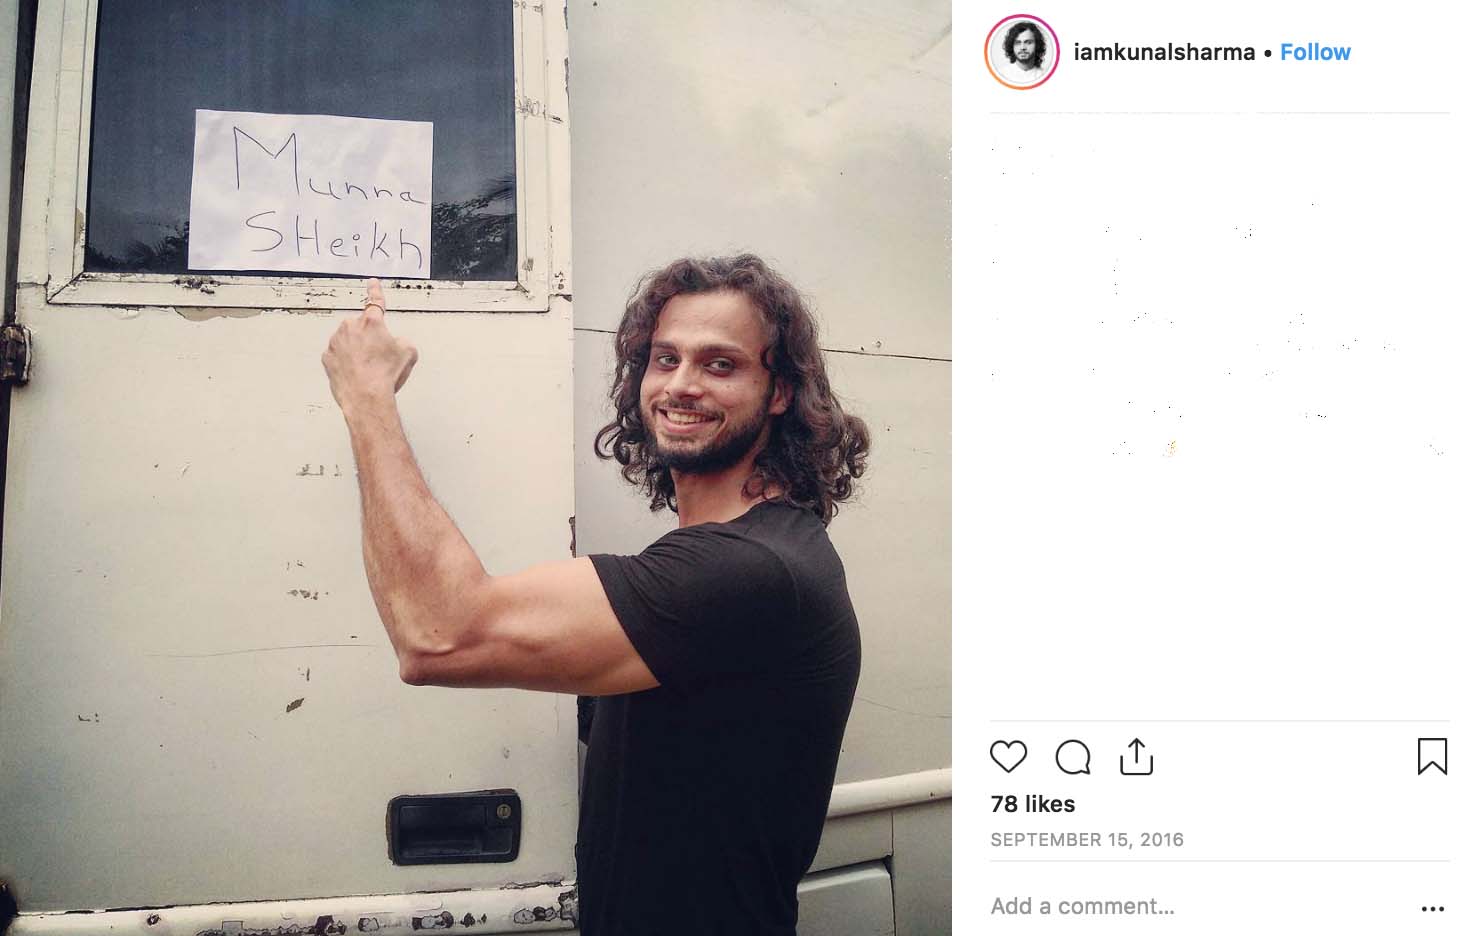 Munna
SHeikh
iamkunalsharma • Follow
78 likes
SEPTEMBER 15, 2016
Add a comment...